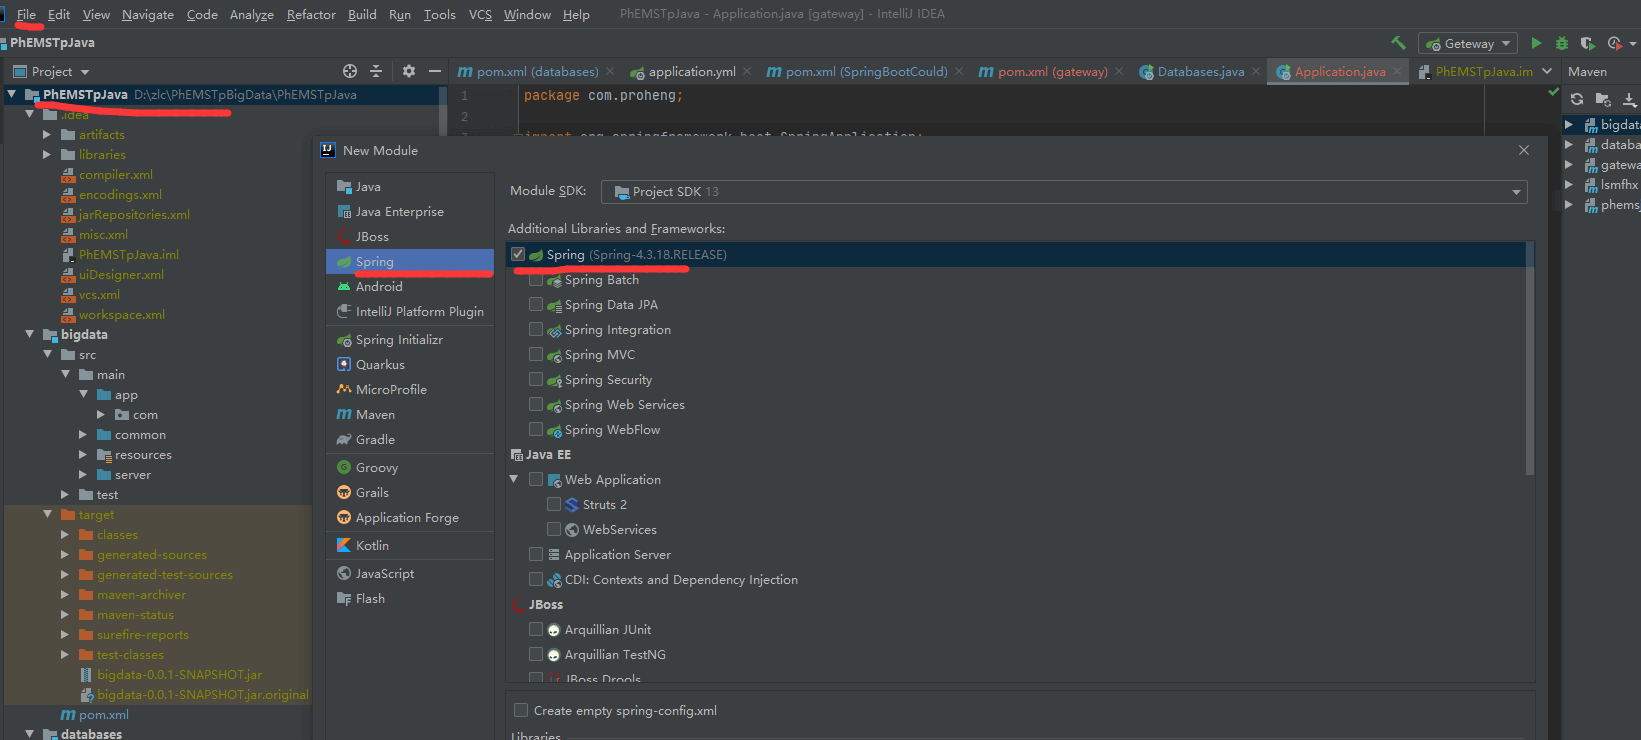 File Edit View Navigate Code Analyze Refactor Build Run Tools VCS Window Help PhEMSTpJava - Application.java [gateway] - IntelliJ IDEA
PhEMSTpJava
Geteway
Project
pom.xml (databases)
application.yml
pom.xml (SpringBootCould)
pom.xml (gateway)
Databases.java
Application.java
PhEMSTpJava.im
Maven
PhEMSTpJava D:\zlc\PhEMSTpBigData\PhEMSTpJava
.idea
artifacts
libraries
compiler.xml
encodings.xml
jarRepositories.xml
misc.xml
PhEMSTpJava.iml
uiDesigner.xml
vcs.xml
workspace.xml
bigdata
src
main
app
com
common
resources
server
test
target
classes
generated-sources
generated-test-sources
maven-archiver
maven-status
surefire-reports
test-classes
bigdata-0.0.1-SNAPSHOT.jar
bigdata-0.0.1-SNAPSHOT.jar.original
pom.xml
databases
1 package com.proheng;
2
import org.springframework.boot.SpringApplication;
New Module
Java
Java Enterprise
JBoss
Spring
Android
IntelliJ Platform Plugin
Spring Initializr
Quarkus
MicroProfile
Maven
Gradle
Groovy
Grails
Application Forge
Kotlin
JavaScript
Flash
Module SDK: Project SDK 13
Additional Libraries and Frameworks:
Spring (Spring-4.3.18.RELEASE)
Spring Batch
Spring Data JPA
Spring Integration
Spring MVC
Spring Security
Spring Web Services
Spring WebFlow
Java EE
Web Application
Struts 2
WebServices
Application Server
CDI: Contexts and Dependency Injection
JBoss
Arquillian JUnit
Arquillian TestNG
JBoss Drools
Create empty spring-config.xml
Libraries
bigdata
databa
gatewa
lsmfhx
phems